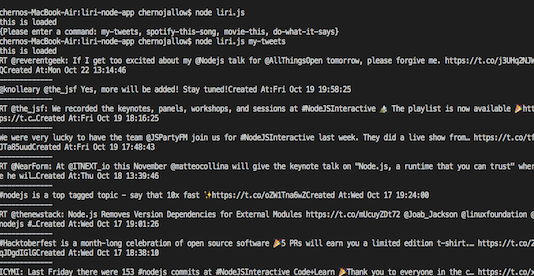 chernos-MacBook-Air:liri-node-app chernojallow$ node liri.js
this is loaded
{Please enter a command: my-tweets, spotify-this-song, movie-this, do-what-it-says}
chernos-MacBook-Air:liri-node-app chernojallow$ node liri.js my-tweets
this is loaded
RT @reverentgeek: If I get too excited about my @Nodejs talk for @AllThingsOpen tomorrow, please forgive me. https://t.co/j3UHq2NJW
QCreated At:Mon Oct 22 13:14:46
--------------
@knolleary @the_jsf Yes, more will be added! Stay tuned!Created At:Fri Oct 19 19:58:25
--------------
RT @the_jsf: We recorded the keynotes, panels, workshops, and sessions at #NodeJSInteractive 🏔 The playlist is now available 🎉ht
ps://t.c…Created At:Fri Oct 19 18:16:25
--------------
We were very lucky to have the team @JSPartyFM join us for #NodeJSInteractive last week. They did a live show from… https://t.co/tf
JTa85uudCreated At:Fri Oct 19 17:48:43
--------------
RT @NearForm: At @ITNEXT_io this November @matteocollina will give the keynote talk on "Node.js, a runtime that you can trust" wher
e he wil…Created At:Thu Oct 18 13:39:46
--------------
#nodejs is a top tagged topic - say that 10x fast ✨https://t.co/oZW1Tna6wZCreated At:Wed Oct 17 19:24:00
--------------
RT @thenewstack: Node.js Removes Version Dependencies for External Modules https://t.co/mUcuyZDt72 @Joab_Jackson @linuxfoundation @
nodejs #…Created At:Wed Oct 17 19:01:26
--------------
#Hacktoberfest is a month-long celebration of open source software 🎉5 PRs will earn you a limited edition t-shirt.… https://t.co/2
qJDgdIGlGCreated At:Wed Oct 17 18:38:10
--------------
ICYMI: Last Friday there were 153 #nodejs commits at #NodeJSInteractive Code+Learn 🎉Thank you to everyone in the c… https://t.co/